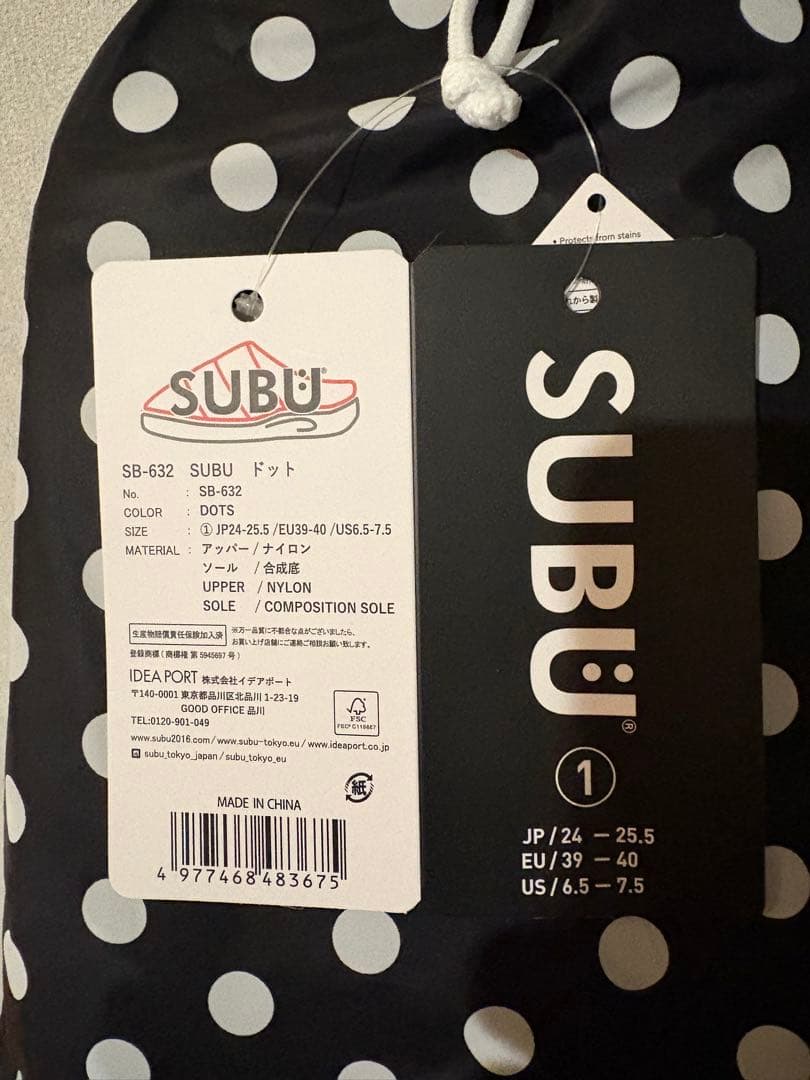 • Protects from stains
れから製
SUBU®
SB-632 SUBU ドット
No. : SB-632
COLOR : DOTS
SIZE : ① JP24-25.5 /EU39-40 /US6.5-7.5
MATERIAL : アッパー / ナイロン
ソール / 合成底
UPPER / NYLON
SOLE / COMPOSITION SOLE
生産物賠償責任保険加入済 ※万一品質に不都合な点がございましたら、
お買い上げ店舗にご連絡ご相談お願い致します。
登録商標 ( 商標権 第 5945697 号 )
IDEA PORT 株式会社イデアポート
〒140-0001 東京都品川区北品川 1-23-19
GOOD OFFICE 品川
TEL:0120-901-049
FSC
www.subu2016.com / www.subu-tokyo.eu / www.ideaport.co.jp
subu_tokyo_japan / subu_tokyo_eu
紙
MADE IN CHINA
4 977468 483675
SUBU®
1
JP / 24 − 25.5
EU / 39 − 40
US / 6.5 − 7.5